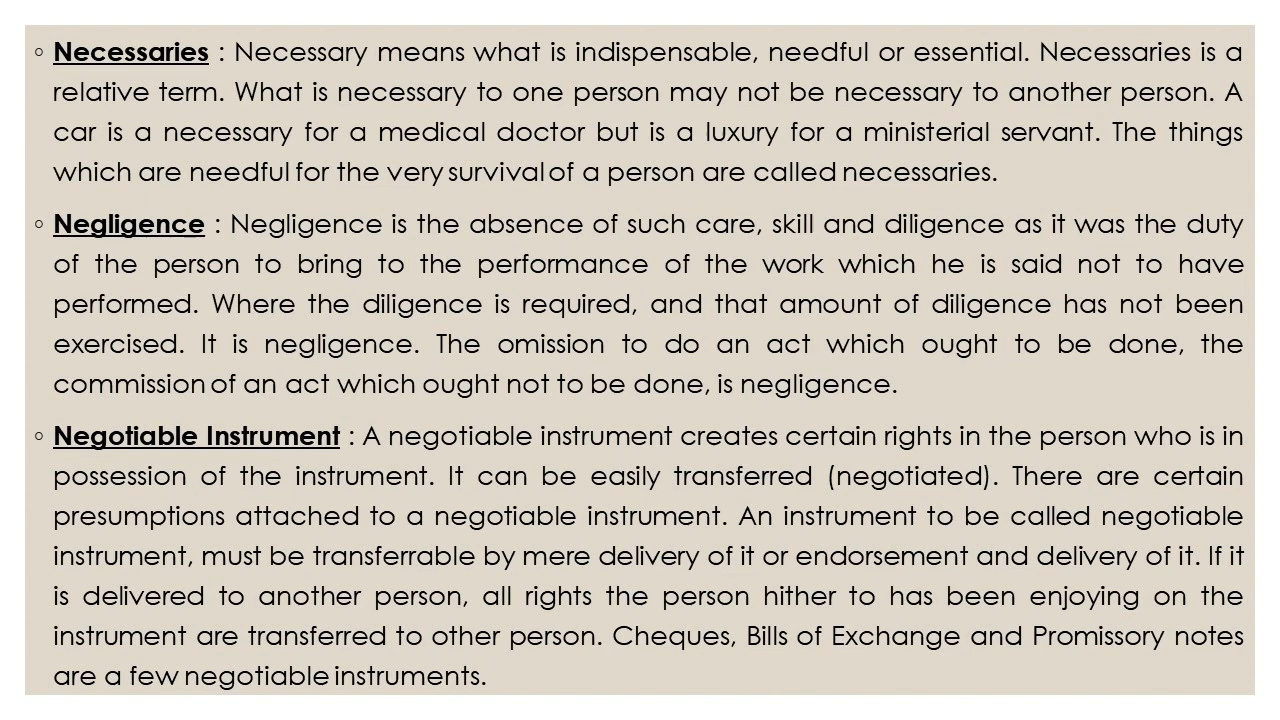 ◦ Necessaries : Necessary means what is indispensable, needful or essential. Necessaries is a
relative term. What is necessary to one person may not be necessary to another person. A
car is a necessary for a medical doctor but is a luxury for a ministerial servant. The things
which are needful for the very survival of a person are called necessaries.
◦ Negligence : Negligence is the absence of such care, skill and diligence as it was the duty
of the person to bring to the performance of the work which he is said not to have
performed. Where the diligence is required, and that amount of diligence has not been
exercised. It is negligence. The omission to do an act which ought to be done, the
commission of an act which ought not to be done, is negligence.
◦ Negotiable Instrument : A negotiable instrument creates certain rights in the person who is in
possession of the instrument. It can be easily transferred (negotiated). There are certain
presumptions attached to a negotiable instrument. An instrument to be called negotiable
instrument, must be transferrable by mere delivery of it or endorsement and delivery of it. If it
is delivered to another person, all rights the person hither to has been enjoying on the
instrument are transferred to other person. Cheques, Bills of Exchange and Promissory notes
are a few negotiable instruments.